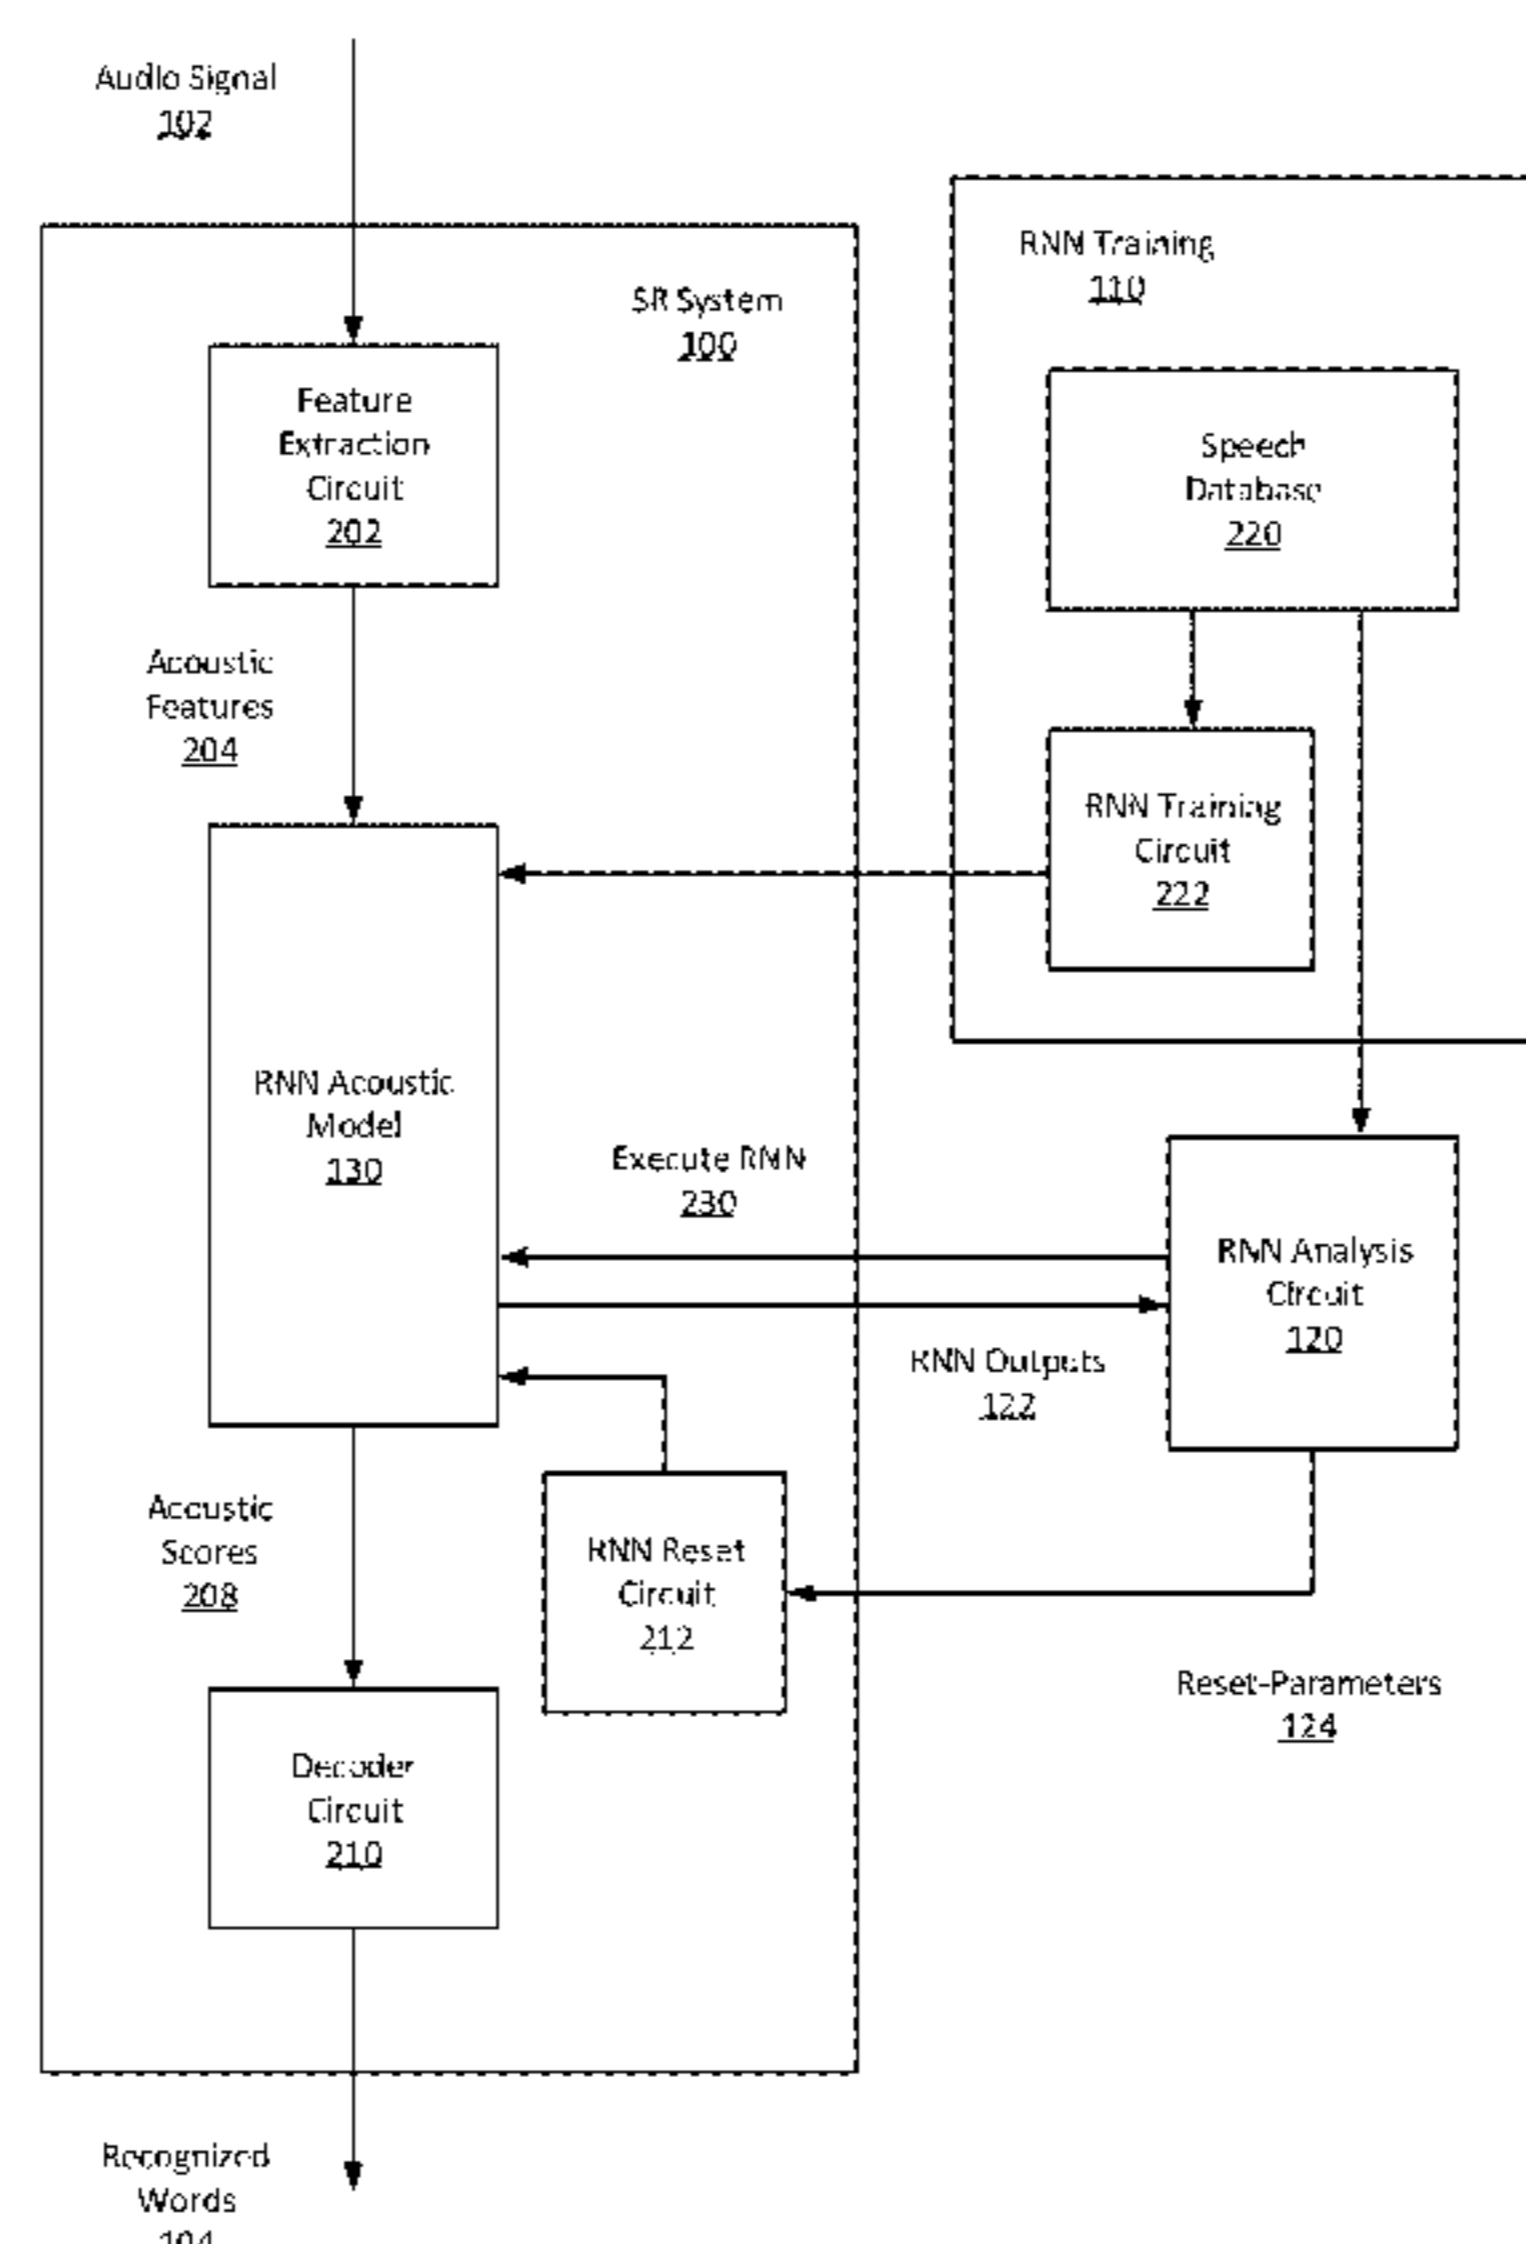 Audio Signal
102
SR System
100
Feature
Extraction
Circuit
202
Acoustic
Features
204
RNN Acoustic
Model
130
Acoustic
Scores
208
Decoder
Circuit
210
Recognized
Words
104
RNN Training
110
Speech
Database
220
RNN Training
Circuit
222
Execute RNN
230
RNN Analysis
Circuit
120
RNN Outputs
122
RNN Reset
Circuit
212
Reset-Parameters
124